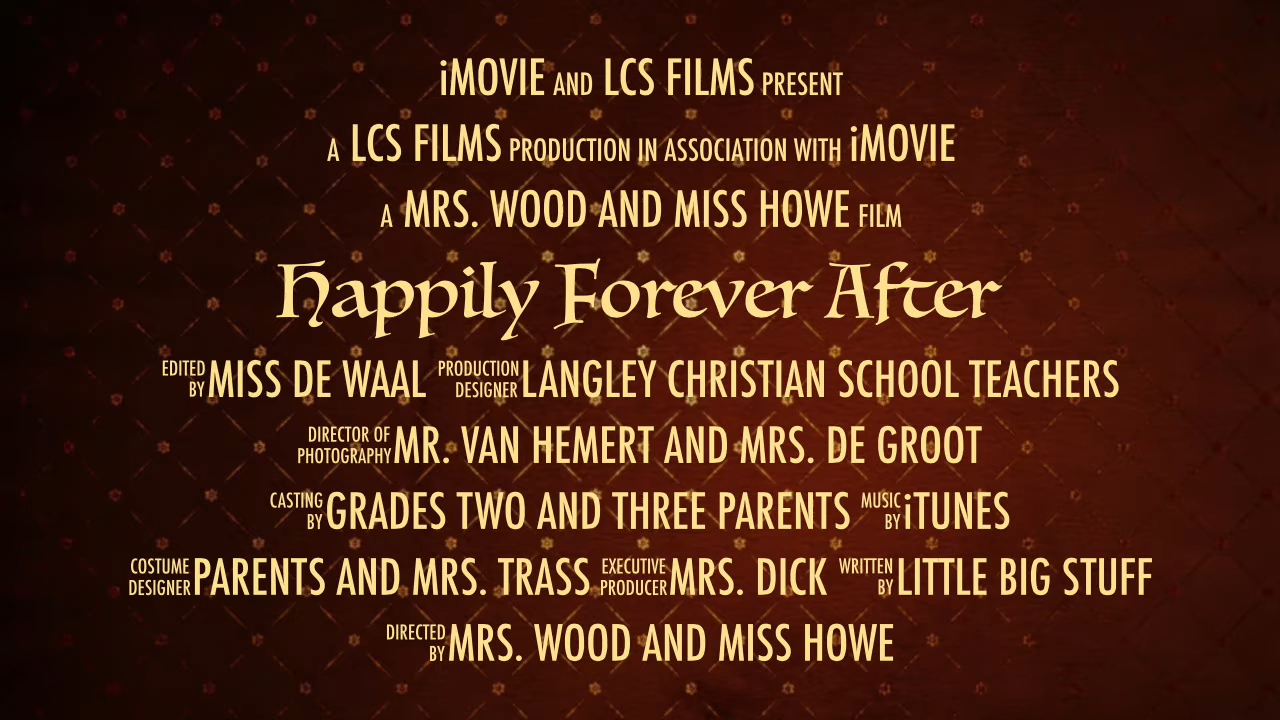 iMOVIE AND LCS FILMS PRESENT
A LCS FILMS PRODUCTION IN ASSOCIATION WITH iMOVIE
A MRS. WOOD AND MISS HOWE FILM
Happily Forever After
EDITED BY MISS DE WAAL PRODUCTION DESIGNER LANGLEY CHRISTIAN SCHOOL TEACHERS
DIRECTOR OF PHOTOGRAPHY MR. VAN HEMERT AND MRS. DE GROOT
CASTING BY GRADES TWO AND THREE PARENTS MUSIC BY iTUNES
COSTUME DESIGNER PARENTS AND MRS. TRASS EXECUTIVE PRODUCER MRS. DICK WRITTEN BY LITTLE BIG STUFF
DIRECTED BY MRS. WOOD AND MISS HOWE